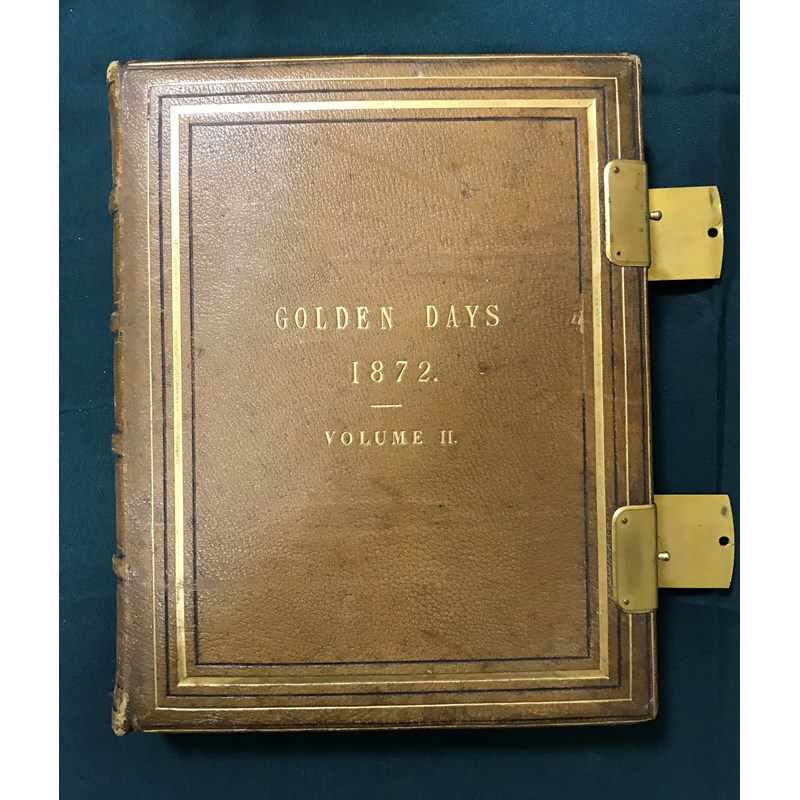 GOLDEN DAYS
1872.
VOLUME II.